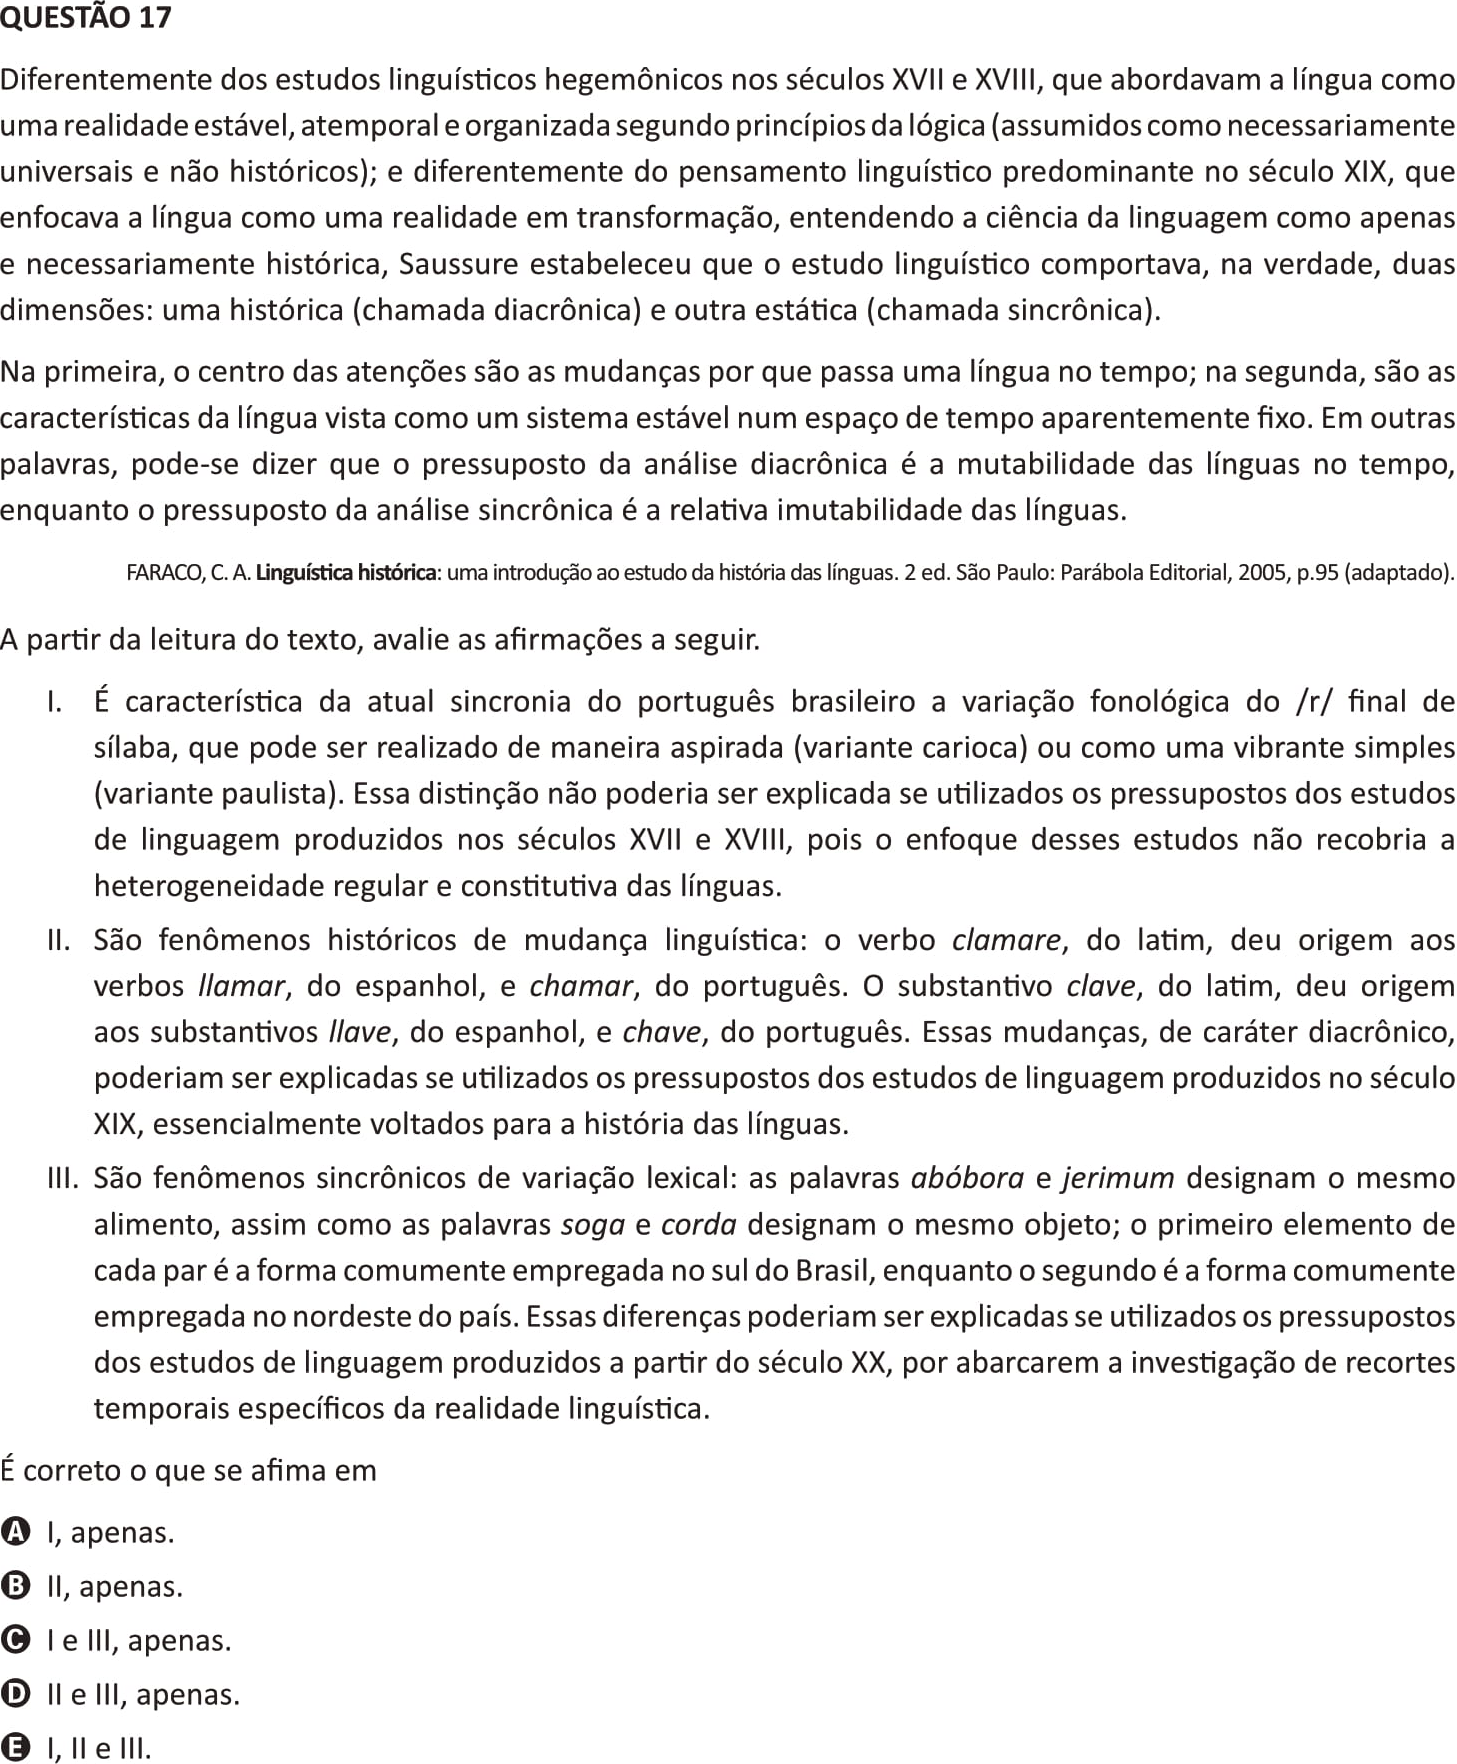 QUESTÃO 17
Diferentemente dos estudos linguísticos hegemônicos nos séculos XVII e XVIII, que abordavam a língua como
uma realidade estável, atemporal e organizada segundo princípios da lógica (assumidos como necessariamente
universais e não históricos); e diferentemente do pensamento linguístico predominante no século XIX, que
enfocava a língua como uma realidade em transformação, entendendo a ciência da linguagem como apenas
e necessariamente histórica, Saussure estabeleceu que o estudo linguístico comportava, na verdade, duas
dimensões: uma histórica (chamada diacrônica) e outra estática (chamada sincrônica).
Na primeira, o centro das atenções são as mudanças por que passa uma língua no tempo; na segunda, são as
características da língua vista como um sistema estável num espaço de tempo aparentemente fixo. Em outras
palavras, pode-se dizer que o pressuposto da análise diacrônica é a mutabilidade das línguas no tempo,
enquanto o pressuposto da análise sincrônica é a relativa imutabilidade das línguas.
FARACO, C. A. Linguística histórica: uma introdução ao estudo da história das línguas. 2 ed. São Paulo: Parábola Editorial, 2005, p.95 (adaptado).
A partir da leitura do texto, avalie as afirmações a seguir.
I. É característica da atual sincronia do português brasileiro a variação fonológica do /r/ final de
sílaba, que pode ser realizado de maneira aspirada (variante carioca) ou como uma vibrante simples
(variante paulista). Essa distinção não poderia ser explicada se utilizados os pressupostos dos estudos
de linguagem produzidos nos séculos XVII e XVIII, pois o enfoque desses estudos não recobria a
heterogeneidade regular e constitutiva das línguas.
II. São fenômenos históricos de mudança linguística: o verbo clamare, do latim, deu origem aos
verbos llamar, do espanhol, e chamar, do português. O substantivo clave, do latim, deu origem
aos substantivos llave, do espanhol, e chave, do português. Essas mudanças, de caráter diacrônico,
poderiam ser explicadas se utilizados os pressupostos dos estudos de linguagem produzidos no século
XIX, essencialmente voltados para a história das línguas.
III. São fenômenos sincrônicos de variação lexical: as palavras abóbora e jerimum designam o mesmo
alimento, assim como as palavras soga e corda designam o mesmo objeto; o primeiro elemento de
cada par é a forma comumente empregada no sul do Brasil, enquanto o segundo é a forma comumente
empregada no nordeste do país. Essas diferenças poderiam ser explicadas se utilizados os pressupostos
dos estudos de linguagem produzidos a partir do século XX, por abarcarem a investigação de recortes
temporais específicos da realidade linguística.
É correto o que se afima em
A I, apenas.
B II, apenas.
C I e III, apenas.
D II e III, apenas.
E I, II e III.